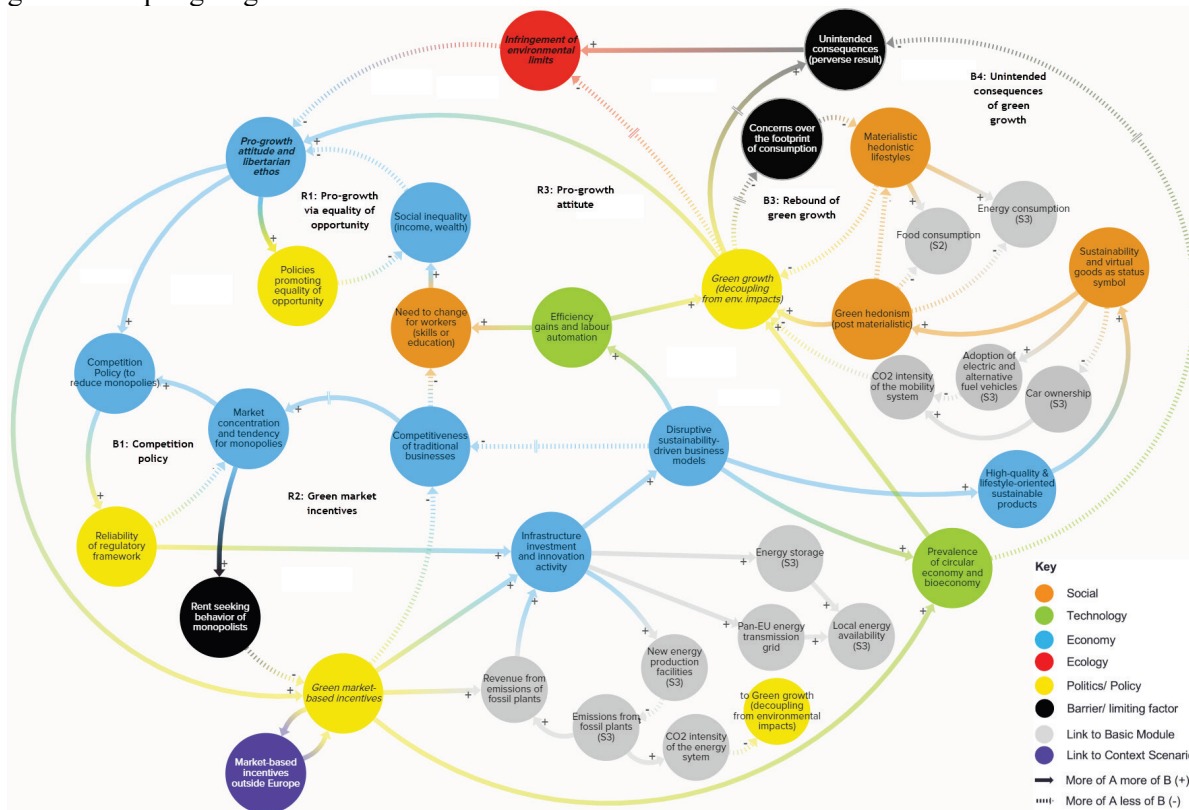 Infringement of
environmental
limits
Unintended
consequences
(perverse result)
B4: Unintended
consequences
of green
growth
Concerns over
the footprint
of consumption
Materialistic
hedonistic
lifestyles
Pro-growth
attitude and
libertarian
ethos
R1: Pro-growth
via equality of
opportunity
R3: Pro-growth
attitude
B3: Rebound of
green growth
Social inequality
(income, wealth)
Food consumption
(S2)
Energy consumption
(S3)
Sustainability
and virtual
goods as status
symbol
Policies
promoting
equality of
opportunity
Green growth
(decoupling
from env. impacts)
Green hedonism
(post materialistic)
Need to change
for workers
(skills or
education)
Efficiency
gains and labour
automation
Competition
Policy (to
reduce monopolies)
CO2 intensity
of the mobility
system
Adoption of
electric and
alternative
fuel vehicles
(S3)
Car ownership
(S3)
Market
concentration
and tendency
for monopolies
B1: Competition
policy
Competitiveness
of traditional
businesses
Disruptive
sustainability-
driven business
models
R2: Green market
incentives
High-quality &
lifestyle-oriented
sustainable
products
Reliability
of regulatory
framework
Infrastructure
investment
and innovation
activity
Energy storage
(S3)
Prevalence
of circular
economy and
bioeconomy
Rent seeking
behavior of
monopolists
Pan-EU energy
transmission
grid
Local energy
availability
(S3)
New energy
production
facilities
(S3)
Green market-
based incentives
Revenue from
emissions of
fossil plants
Emissions from
fossil plants
(S3)
CO2 intensity
of the energy
sytem
to Green growth
(decoupling
from environmental
impacts)
Market-based
incentives
outside Europe
Key
Social
Technology
Economy
Ecology
Politics/ Policy
Barrier/ limiting factor
Link to Basic Module
Link to Context Scenario
More of A more of B (+)
More of A less of B (-)